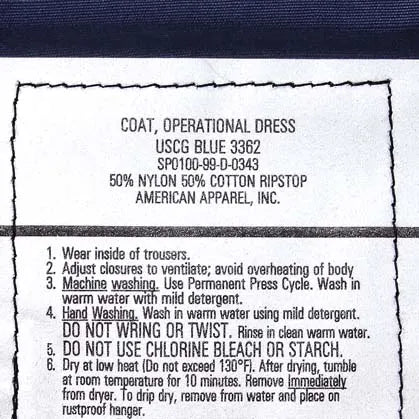 COAT, OPERATIONAL DRESS
USCG BLUE 3362
SP0100-99-D-0343
50% NYLON 50% COTTON RIPSTOP
AMERICAN APPAREL, INC.
1. Wear inside of trousers.
2. Adjust closures to ventilate; avoid overheating of body
3. Machine washing. Use Permanent Press Cycle. Wash in
warm water with mild detergent.
4. Hand Washing. Wash in warm water using mild detergent.
DO NOT WRING OR TWIST. Rinse in clean warm water.
5. DO NOT USE CHLORINE BLEACH OR STARCH.
6. Dry at low heat (Do not exceed 130°F). After drying, tumble
at room temperature for 10 minutes. Remove immediately
from dryer. To drip dry, remove from water and place on
rustproof hanger.